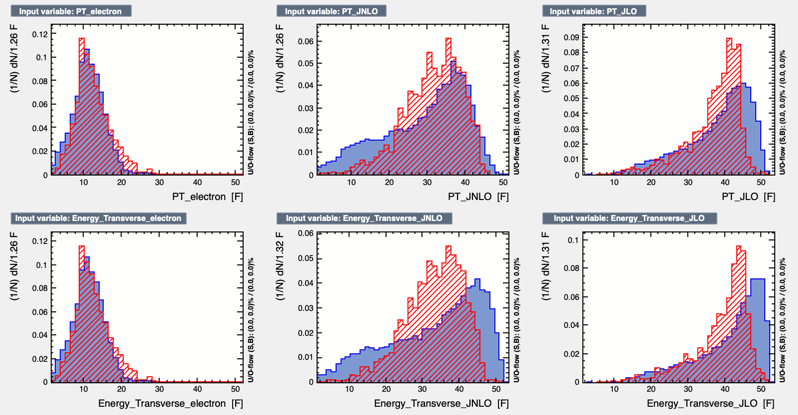 Input variable: PT_electron
(1/N) dN/1.26 F
0.12
0.1
0.08
0.06
0.04
0.02
0
10 20 30 40 50
PT_electron [F]
U/O-flow (S,B): (0.0, 0.0)% / (0.0, 0.0)%
Input variable: PT_JNLO
(1/N) dN/1.26 F
0.06
0.05
0.04
0.03
0.02
0.01
0
10 20 30 40 50
PT_JNLO [F]
U/O-flow (S,B): (0.0, 0.0)% / (0.0, 0.0)%
Input variable: PT_JLO
(1/N) dN/1.31 F
0.09
0.08
0.07
0.06
0.05
0.04
0.03
0.02
0.01
0
10 20 30 40 50
PT_JLO [F]
U/O-flow (S,B): (0.0, 0.0)% / (0.0, 0.0)%
Input variable: Energy_Transverse_electron
(1/N) dN/1.26 F
0.12
0.1
0.08
0.06
0.04
0.02
0
10 20 30 40 50
Energy_Transverse_electron [F]
U/O-flow (S,B): (0.0, 0.0)% / (0.0, 0.0)%
Input variable: Energy_Transverse_JNLO
(1/N) dN/1.32 F
0.06
0.05
0.04
0.03
0.02
0.01
0
10 20 30 40 50
Energy_Transverse_JNLO [F]
U/O-flow (S,B): (0.0, 0.0)% / (0.0, 0.0)%
Input variable: Energy_Transverse_JLO
(1/N) dN/1.31 F
0.1
0.08
0.06
0.04
0.02
0
10 20 30 40 50
Energy_Transverse_JLO [F]
U/O-flow (S,B): (0.0, 0.0)% / (0.0, 0.0)%